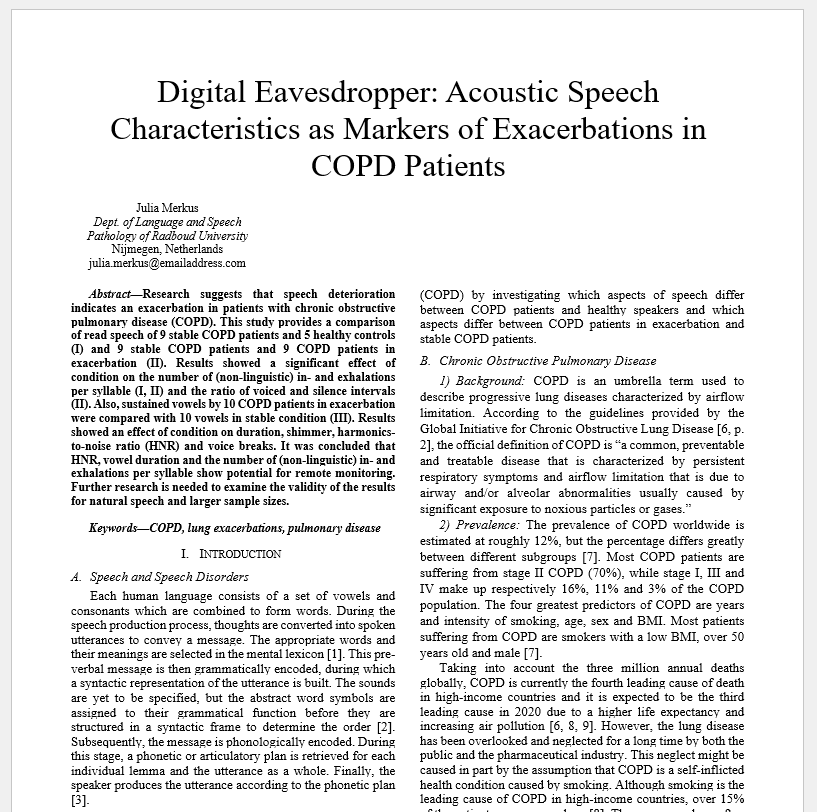 Digital Eavesdropper: Acoustic Speech
Characteristics as Markers of Exacerbations in
COPD Patients
Julia Merkus
Dept. of Language and Speech
Pathology of Radboud University
Nijmegen, Netherlands
julia.merkus@emailaddress.com
Abstract—Research suggests that speech deterioration
indicates an exacerbation in patients with chronic obstructive
pulmonary disease (COPD). This study provides a comparison
of read speech of 9 stable COPD patients and 5 healthy controls
(I) and 9 stable COPD patients and 9 COPD patients in
exacerbation (II). Results showed a significant effect of
condition on the number of (non-linguistic) in- and exhalations
per syllable (I, II) and the ratio of voiced and silence intervals
(II). Also, sustained vowels by 10 COPD patients in exacerbation
were compared with 10 vowels in stable condition (III). Results
showed an effect of condition on duration, shimmer, harmonics-
to-noise ratio (HNR) and voice breaks. It was concluded that
HNR, vowel duration and the number of (non-linguistic) in- and
exhalations per syllable show potential for remote monitoring.
Further research is needed to examine the validity of the results
for natural speech and larger sample sizes.
Keywords—COPD, lung exacerbations, pulmonary disease
I. INTRODUCTION
A. Speech and Speech Disorders
Each human language consists of a set of vowels and
consonants which are combined to form words. During the
speech production process, thoughts are converted into spoken
utterances to convey a message. The appropriate words and
their meanings are selected in the mental lexicon [1]. This pre-
verbal message is then grammatically encoded, during which
a syntactic representation of the utterance is built. The sounds
are yet to be specified, but the abstract word symbols are
assigned to their grammatical function before they are
structured in a syntactic frame to determine the order [2].
Subsequently, the message is phonologically encoded. During
this stage, a phonetic or articulatory plan is retrieved for each
individual lemma and the utterance as a whole. Finally, the
speaker produces the utterance according to the phonetic plan
[3].
(COPD) by investigating which aspects of speech differ
between COPD patients and healthy speakers and which
aspects differ between COPD patients in exacerbation and
stable COPD patients.
B. Chronic Obstructive Pulmonary Disease
1) Background: COPD is an umbrella term used to
describe progressive lung diseases characterized by airflow
limitation. According to the guidelines provided by the
Global Initiative for Chronic Obstructive Lung Disease [6, p.
2], the official definition of COPD is “a common, preventable
and treatable disease that is characterized by persistent
respiratory symptoms and airflow limitation that is due to
airway and/or alveolar abnormalities usually caused by
significant exposure to noxious particles or gases.”
2) Prevalence: The prevalence of COPD worldwide is
estimated at roughly 12%, but the percentage differs greatly
between different subgroups [7]. Most COPD patients are
suffering from stage II COPD (70%), while stage I, III and
IV make up respectively 16%, 11% and 3% of the COPD
population. The four greatest predictors of COPD are years
and intensity of smoking, age, sex and BMI. Most patients
suffering from COPD are smokers with a low BMI, over 50
years old and male [7].
Taking into account the three million annual deaths
globally, COPD is currently the fourth leading cause of death
in high-income countries and it is expected to be the third
leading cause in 2020 due to a higher life expectancy and
increasing air pollution [6, 8, 9]. However, the lung disease
has been overlooked and neglected for a long time by both the
public and the pharmaceutical industry. This neglect might be
caused in part by the assumption that COPD is a self-inflicted
health condition caused by smoking. Although smoking is the
leading cause of COPD in high-income countries, over 15%